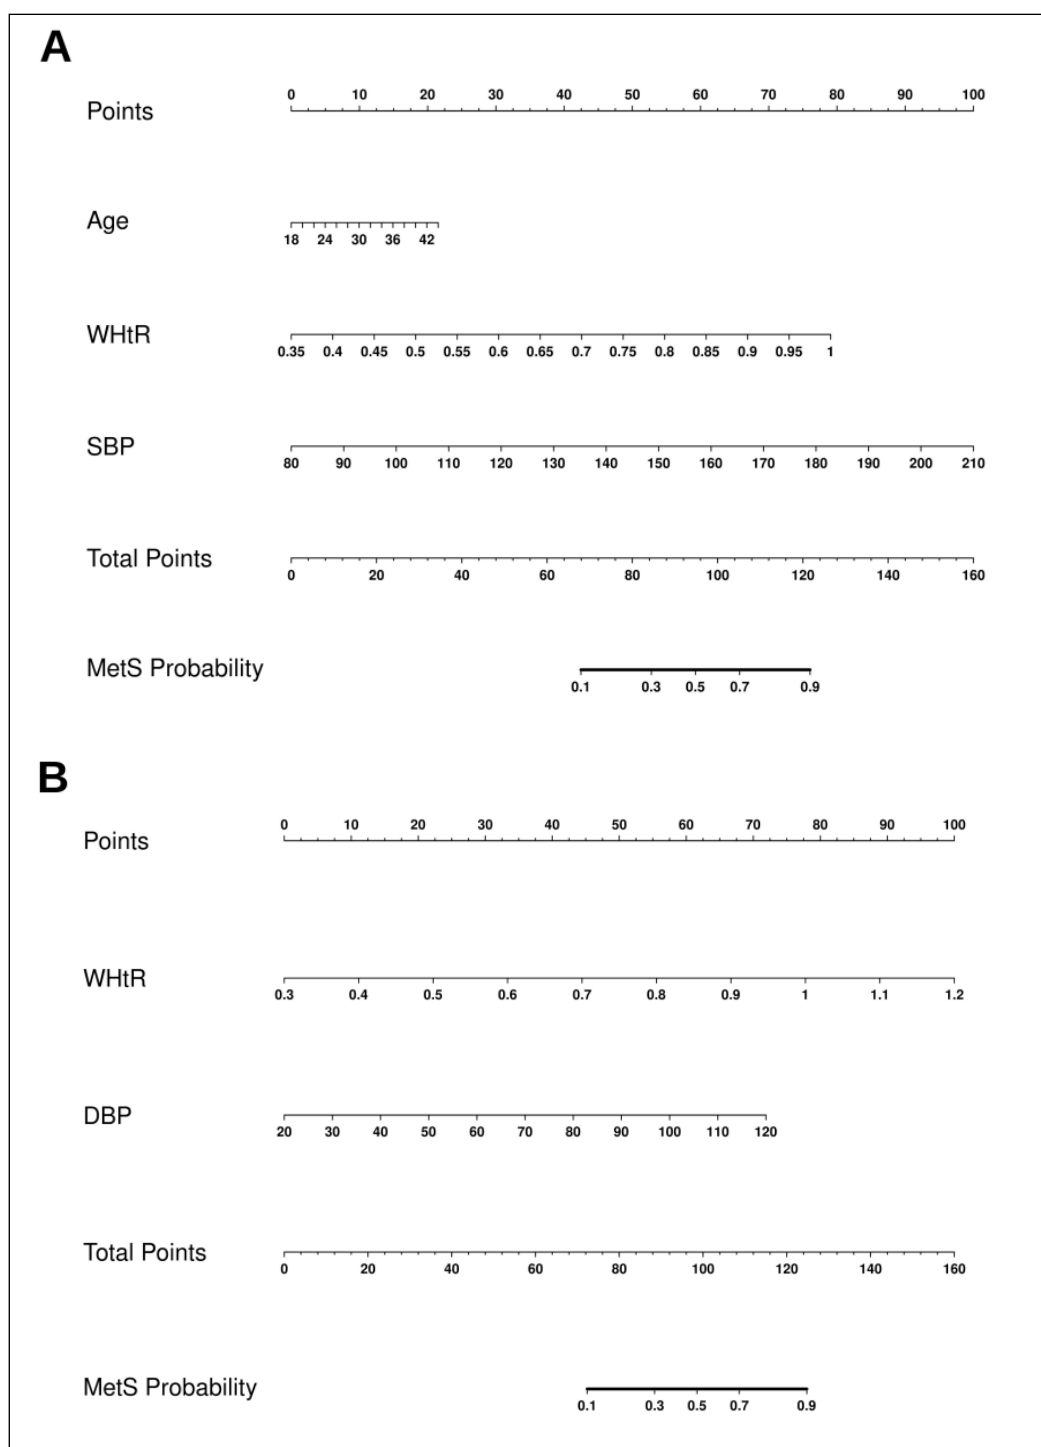 A
0 10 20 30 40 50 60 70 80 90 100
Points
Age
18 24 30 36 42
WHtR
0.35 0.4 0.45 0.5 0.55 0.6 0.65 0.7 0.75 0.8 0.85 0.9 0.95 1
SBP
80 90 100 110 120 130 140 150 160 170 180 190 200 210
Total Points
0 20 40 60 80 100 120 140 160
MetS Probability
0.1 0.3 0.5 0.7 0.9
B
0 10 20 30 40 50 60 70 80 90 100
Points
WHtR
0.3 0.4 0.5 0.6 0.7 0.8 0.9 1 1.1 1.2
DBP
20 30 40 50 60 70 80 90 100 110 120
Total Points
0 20 40 60 80 100 120 140 160
MetS Probability
0.1 0.3 0.5 0.7 0.9